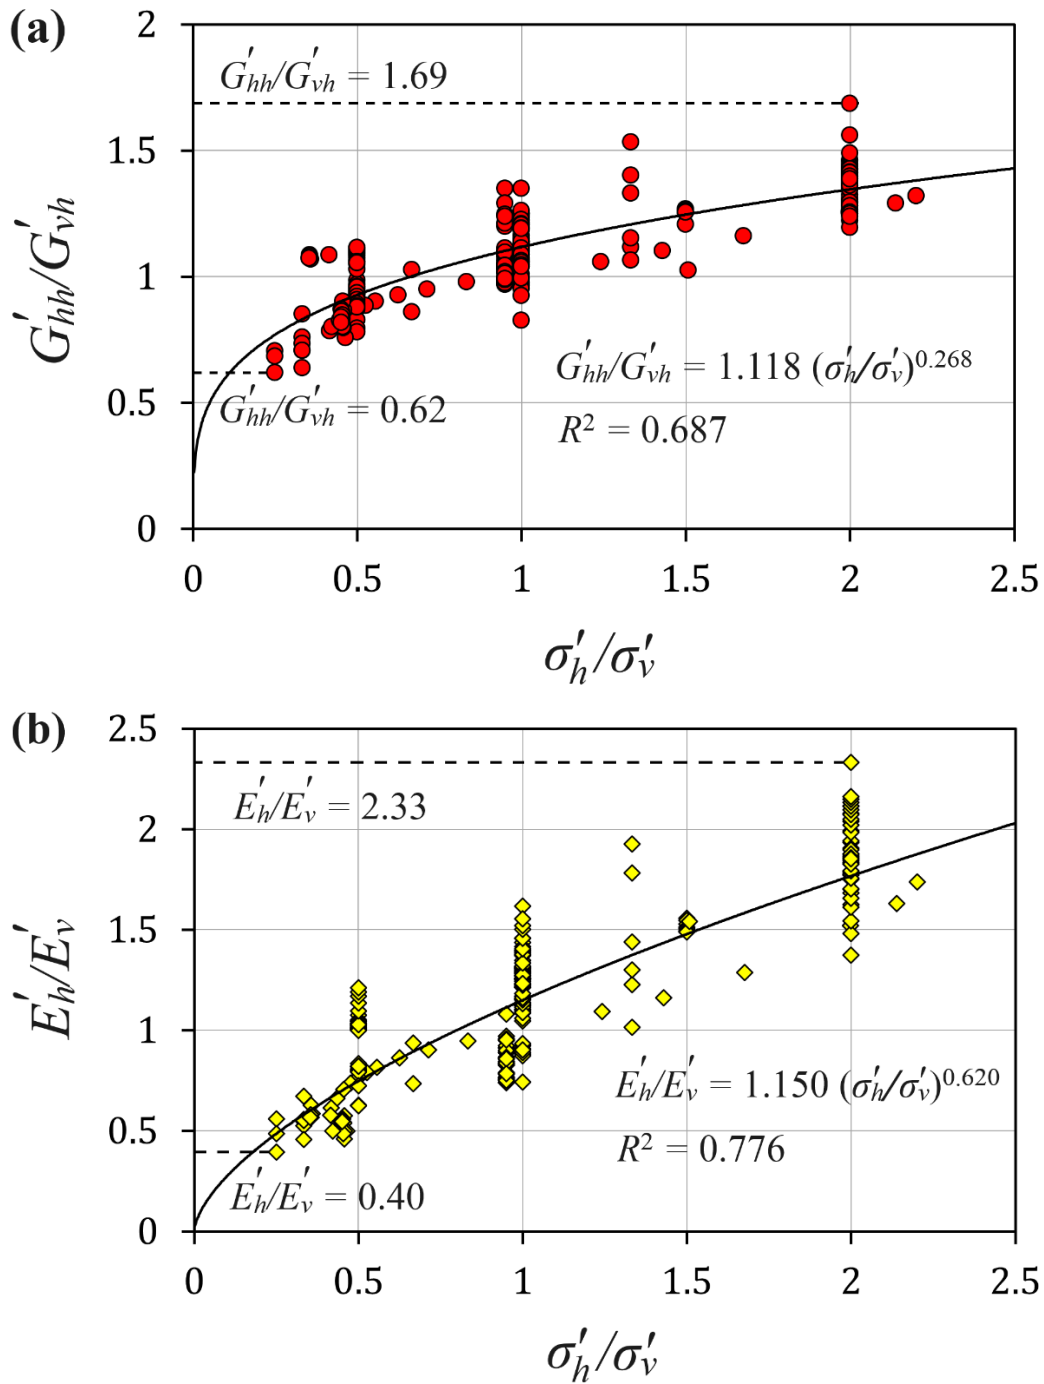 (a)
2
1.5
1
0.5
0
G'hh/G'vh
G'hh/G'vh = 1.69
G'hh/G'vh = 0.62
G'hh/G'vh = 1.118 (σ'h/σ'v)^0.268
R² = 0.687
0 0.5 1 1.5 2 2.5
σ'h/σ'v
(b)
2.5
2
1.5
1
0.5
0
E'h/E'v
E'h/E'v = 2.33
E'h/E'v = 1.150 (σ'h/σ'v)^0.620
R² = 0.776
E'h/E'v = 0.40
0 0.5 1 1.5 2 2.5
σ'h/σ'v